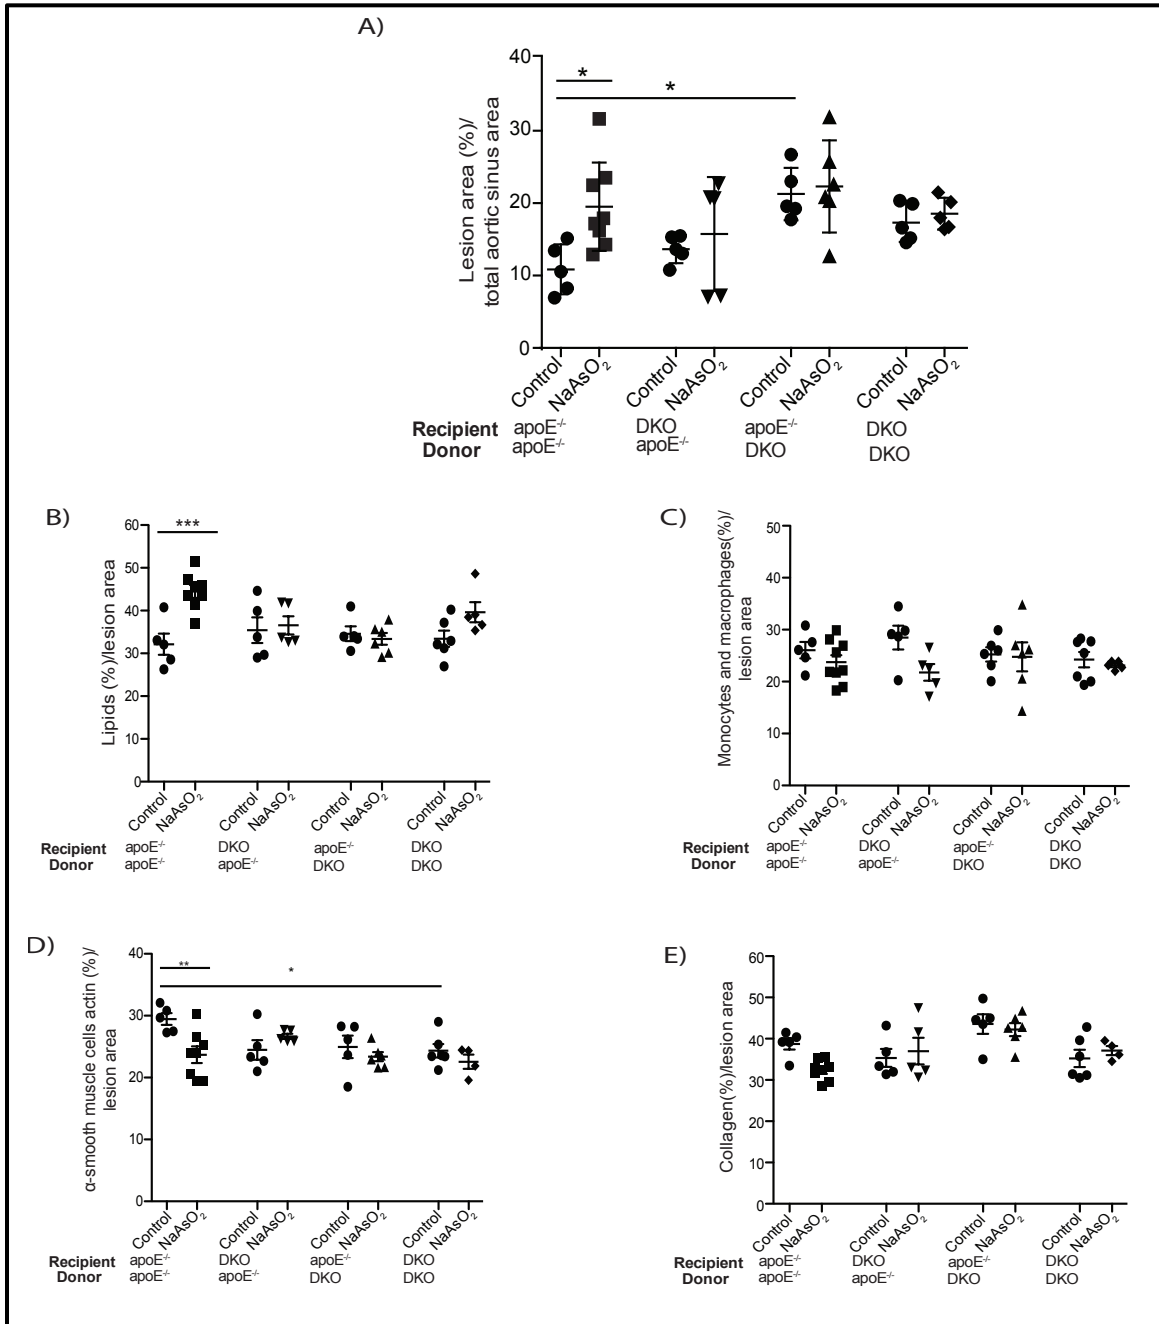 A)
Lesion area (%)/
total aortic sinus area
40
30
20
10
0
*
*
Control
NaAsO₂
Control
NaAsO₂
Control
NaAsO₂
Control
NaAsO₂
Recipient apoE-/- DKO apoE-/- DKO
Donor apoE-/- apoE-/- DKO DKO
B)
Lipids (%)/lesion area
60
50
40
30
20
10
0
***
Control
NaAsO₂
Control
NaAsO₂
Control
NaAsO₂
Control
NaAsO₂
Recipient apoE-/- DKO apoE-/- DKO
Donor apoE-/- apoE-/- DKO DKO
C)
Monocytes and macrophages(%)/
lesion area
50
40
30
20
10
0
Control
NaAsO₂
Control
NaAsO₂
Control
NaAsO₂
Control
NaAsO₂
Recipient apoE-/- DKO apoE-/- DKO
Donor apoE-/- apoE-/- DKO DKO
D)
α-smooth muscle cells actin (%)/
lesion area
40
30
20
10
0
**
*
Control
NaAsO₂
Control
NaAsO₂
Control
NaAsO₂
Control
NaAsO₂
Recipient apoE-/- DKO apoE-/- DKO
Donor apoE-/- apoE-/- DKO DKO
E)
Collagen(%)/lesion area
60
50
40
30
20
10
0
Control
NaAsO₂
Control
NaAsO₂
Control
NaAsO₂
Control
NaAsO₂
Recipient apoE-/- DKO apoE-/- DKO
Donor apoE-/- apoE-/- DKO DKO